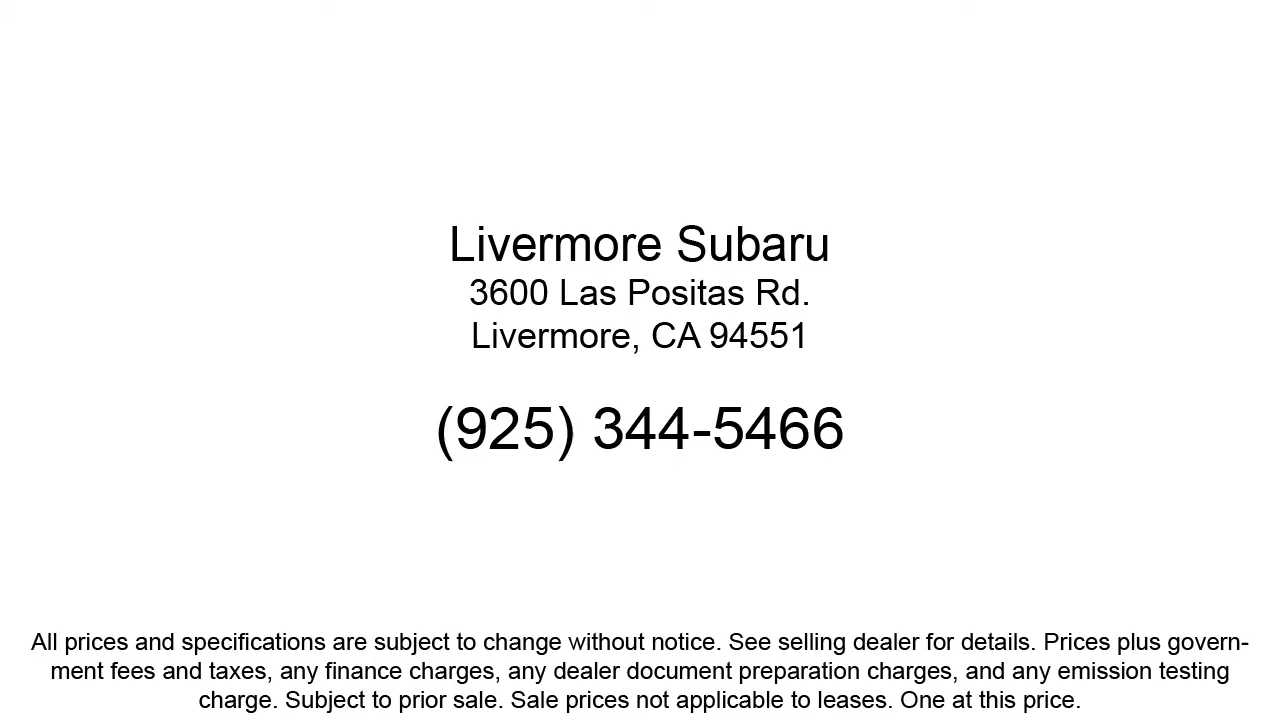 Livermore Subaru
3600 Las Positas Rd.
Livermore, CA 94551
(925) 344-5466
All prices and specifications are subject to change without notice. See selling dealer for details. Prices plus govern-
ment fees and taxes, any finance charges, any dealer document preparation charges, and any emission testing
charge. Subject to prior sale. Sale prices not applicable to leases. One at this price.